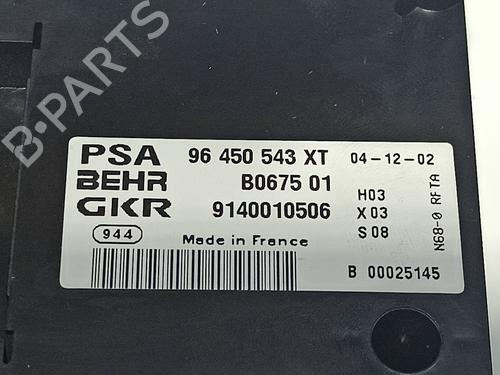 B-PARTS
PSA 96 450 543 XT 04-12-02
BEHR B0675 01
GKR 9140010506
H03
X03
S08
944
Made in France
B 00025145
N68-0 RFTA